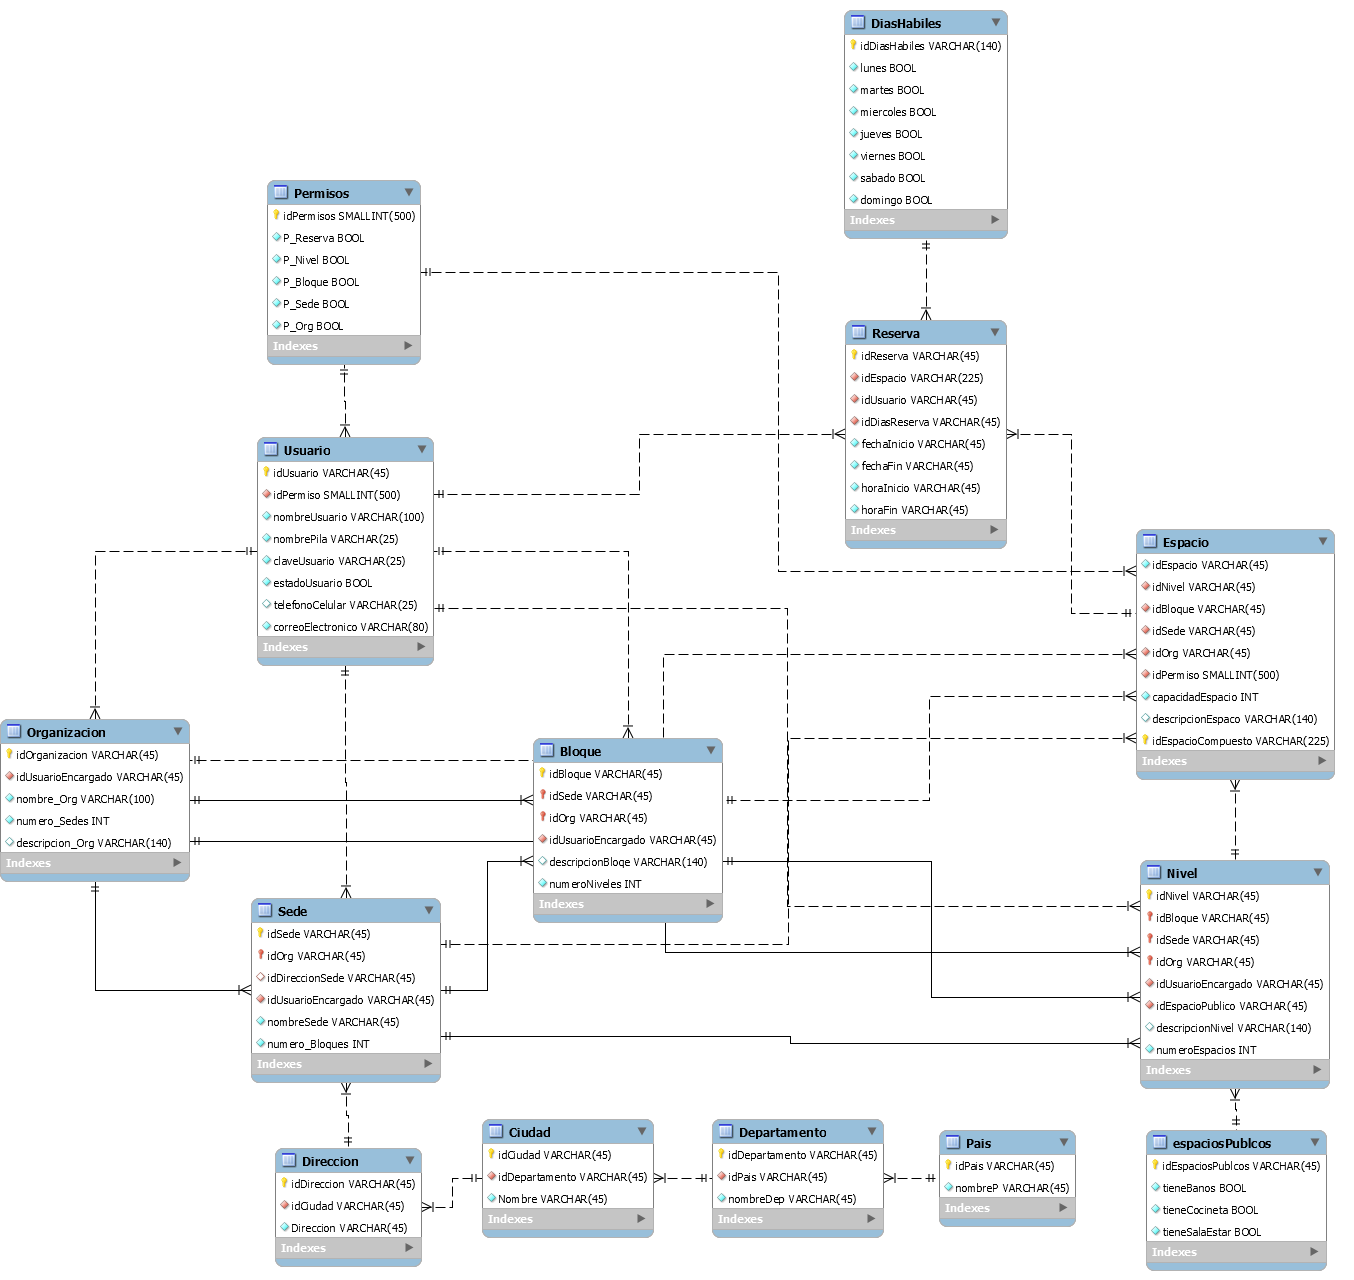 DiasHabiles
idDiasHabiles VARCHAR(140)
lunes BOOL
martes BOOL
miercoles BOOL
jueves BOOL
viernes BOOL
sabado BOOL
domingo BOOL
Indexes
Permisos
idPermisos SMALLINT(500)
P_Reserva BOOL
P_Nivel BOOL
P_Bloque BOOL
P_Sede BOOL
P_Org BOOL
Indexes
Reserva
idReserva VARCHAR(45)
idEspacio VARCHAR(225)
idUsuario VARCHAR(45)
idDiasReserva VARCHAR(45)
fechaInicio VARCHAR(45)
fechaFin VARCHAR(45)
horaInicio VARCHAR(45)
horaFin VARCHAR(45)
Indexes
Usuario
idUsuario VARCHAR(45)
idPermiso SMALLINT(500)
nombreUsuario VARCHAR(100)
nombrePila VARCHAR(25)
claveUsuario VARCHAR(25)
estadoUsuario BOOL
telefonoCelular VARCHAR(25)
correoElectronico VARCHAR(80)
Indexes
Espacio
idEspacio VARCHAR(45)
idNivel VARCHAR(45)
idBloque VARCHAR(45)
idSede VARCHAR(45)
idOrg VARCHAR(45)
idPermiso SMALLINT(500)
capacidadEspacio INT
descripcionEspaco VARCHAR(140)
idEspacioCompuesto VARCHAR(225)
Indexes
Organizacion
idOrganizacion VARCHAR(45)
idUsuarioEncargado VARCHAR(45)
nombre_Org VARCHAR(100)
numero_Sedes INT
descripcion_Org VARCHAR(140)
Indexes
Bloque
idBloque VARCHAR(45)
idSede VARCHAR(45)
idOrg VARCHAR(45)
idUsuarioEncargado VARCHAR(45)
descripcionBloqe VARCHAR(140)
numeroNiveles INT
Indexes
Sede
idSede VARCHAR(45)
idOrg VARCHAR(45)
idDireccionSede VARCHAR(45)
idUsuarioEncargado VARCHAR(45)
nombreSede VARCHAR(45)
numero_Bloques INT
Indexes
Nivel
idNivel VARCHAR(45)
idBloque VARCHAR(45)
idSede VARCHAR(45)
idOrg VARCHAR(45)
idUsuarioEncargado VARCHAR(45)
idEspacioPublico VARCHAR(45)
descripcionNivel VARCHAR(140)
numeroEspacios INT
Indexes
Direccion
idDireccion VARCHAR(45)
idCiudad VARCHAR(45)
Direccion VARCHAR(45)
Indexes
Ciudad
idCiudad VARCHAR(45)
idDepartamento VARCHAR(45)
Nombre VARCHAR(45)
Indexes
Departamento
idDepartamento VARCHAR(45)
idPais VARCHAR(45)
nombreDep VARCHAR(45)
Indexes
Pais
idPais VARCHAR(45)
nombreP VARCHAR(45)
Indexes
espaciosPublcos
idEspaciosPublcos VARCHAR(45)
tieneBanos BOOL
tieneCocineta BOOL
tieneSalaEstar BOOL
Indexes